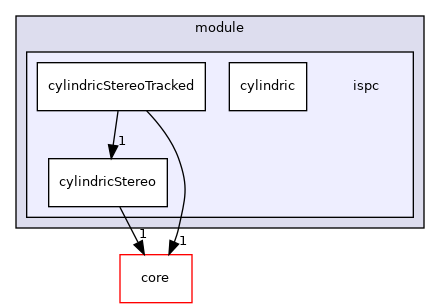 module
cylindricStereoTracked
cylindric
ispc
1
cylindricStereo
1
1
core